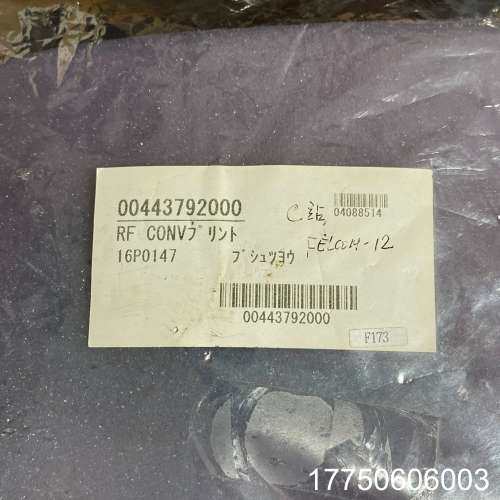 00443792000
RF CONVﾌﾟﾘﾝﾄ
16P0147 ﾌﾞｼｭﾂﾖｳ
04088514
00443792000
F173
17750606003